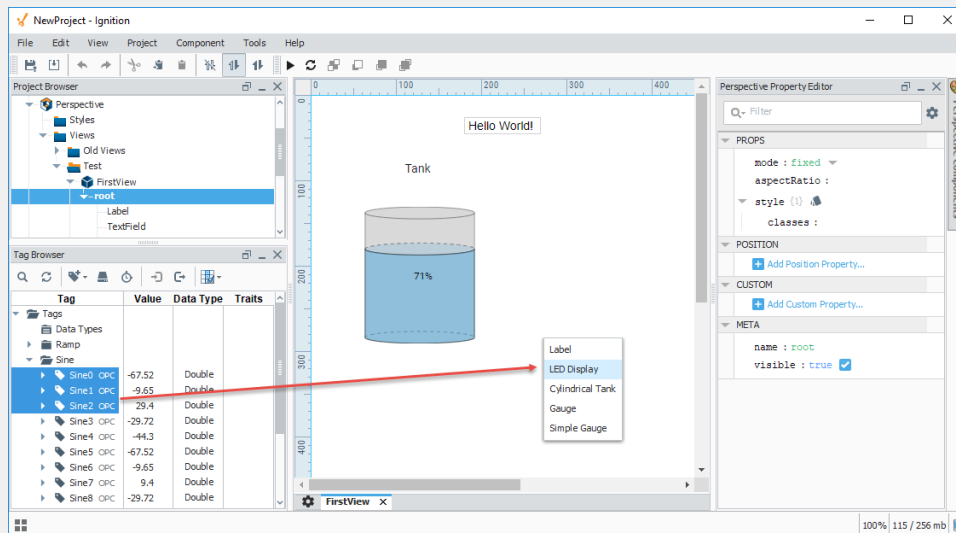 NewProject - Ignition
File Edit View Project Component Tools Help
Project Browser
Perspective
Styles
Views
Old Views
Test
FirstView
root
Label
TextField
Tag Browser
Tag Value Data Type Traits
Tags
Data Types
Ramp
Sine
Sine0 OPC -67.52 Double
Sine1 OPC -9.65 Double
Sine2 OPC 29.4 Double
Sine3 OPC -29.72 Double
Sine4 OPC -44.3 Double
Sine5 OPC -67.52 Double
Sine6 OPC -9.65 Double
Sine7 OPC 9.4 Double
Sine8 OPC -29.72 Double
0 100 200 300 400
0
100
200
300
400
Hello World!
Tank
71%
Label
LED Display
Cylindrical Tank
Gauge
Simple Gauge
FirstView X
Perspective Property Editor
Filter
PROPS
mode : fixed
aspectRatio :
style {1}
classes :
POSITION
Add Position Property...
CUSTOM
Add Custom Property...
META
name : root
visible : true
Perspective Components
100% 115 / 256 mb